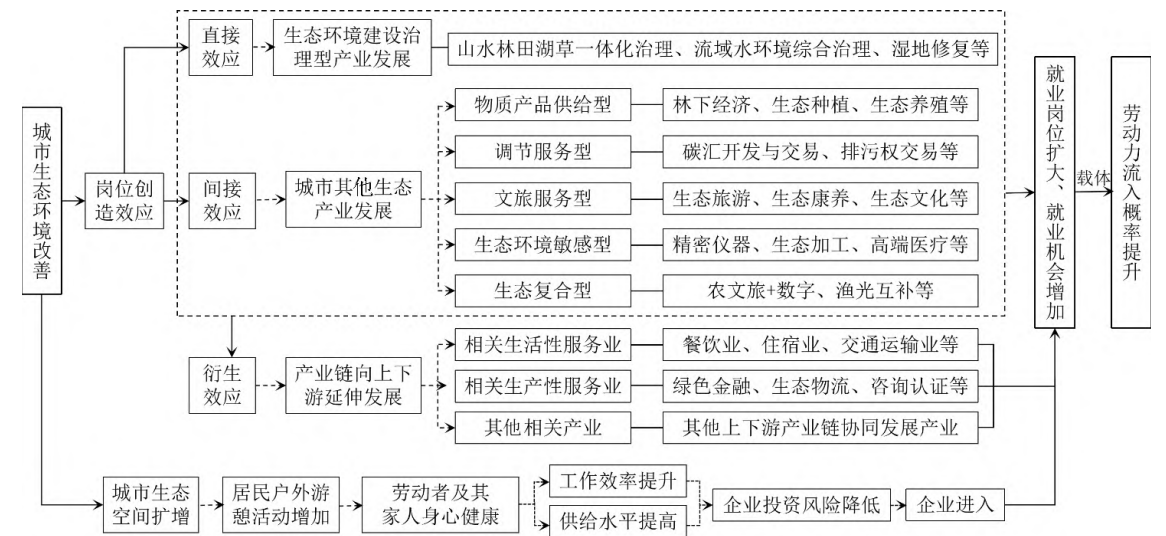 城市生态环境改善
岗位创
造效应
直接
效应
生态环境建设治
理型产业发展
山水林田湖草一体化治理、流域水环境综合治理、湿地修复等
间接
效应
城市其他生态
产业发展
物质产品供给型
林下经济、生态种植、生态养殖等
调节服务型
碳汇开发与交易、排污权交易等
文旅服务型
生态旅游、生态康养、生态文化等
生态环境敏感型
精密仪器、生态加工、高端医疗等
生态复合型
农文旅+数字、渔光互补等
衍生
效应
产业链向上下
游延伸发展
相关生活性服务业
餐饮业、住宿业、交通运输业等
相关生产性服务业
绿色金融、生态物流、咨询认证等
其他相关产业
其他上下游产业链协同发展产业
城市生态
空间扩增
居民户外游
憩活动增加
劳动者及其
家人身心健康
工作效率提升
供给水平提高
企业投资风险降低
企业进入
就业岗位扩大、就业机会增加
载体
劳动力流入概率提升